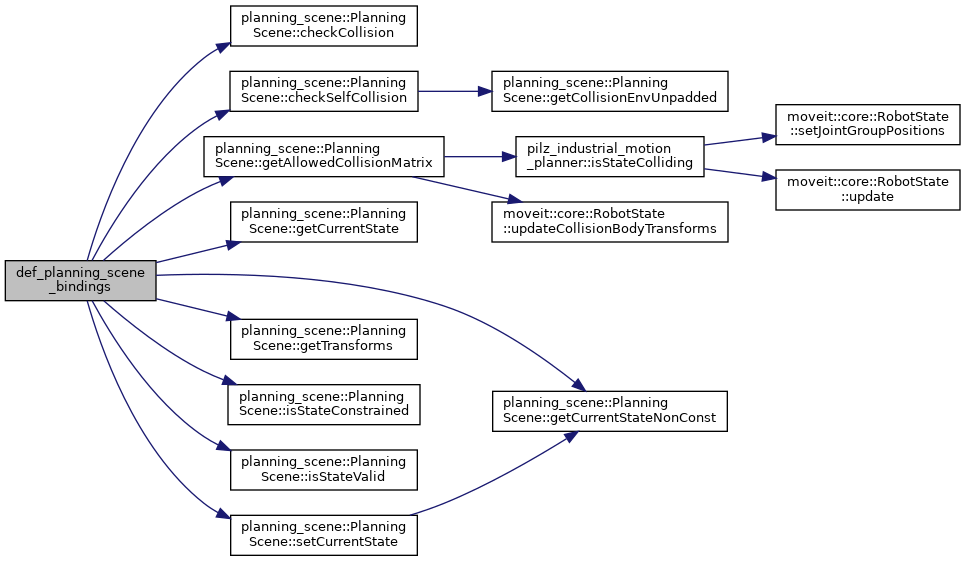 def_planning_scene
_bindings
planning_scene::Planning
Scene::checkCollision
planning_scene::Planning
Scene::checkSelfCollision
planning_scene::Planning
Scene::getCollisionEnvUnpadded
planning_scene::Planning
Scene::getAllowedCollisionMatrix
pilz_industrial_motion
_planner::isStateColliding
moveit::core::RobotState
::setJointGroupPositions
moveit::core::RobotState
::update
moveit::core::RobotState
::updateCollisionBodyTransforms
planning_scene::Planning
Scene::getCurrentState
planning_scene::Planning
Scene::getTransforms
planning_scene::Planning
Scene::isStateConstrained
planning_scene::Planning
Scene::getCurrentStateNonConst
planning_scene::Planning
Scene::isStateValid
planning_scene::Planning
Scene::setCurrentState